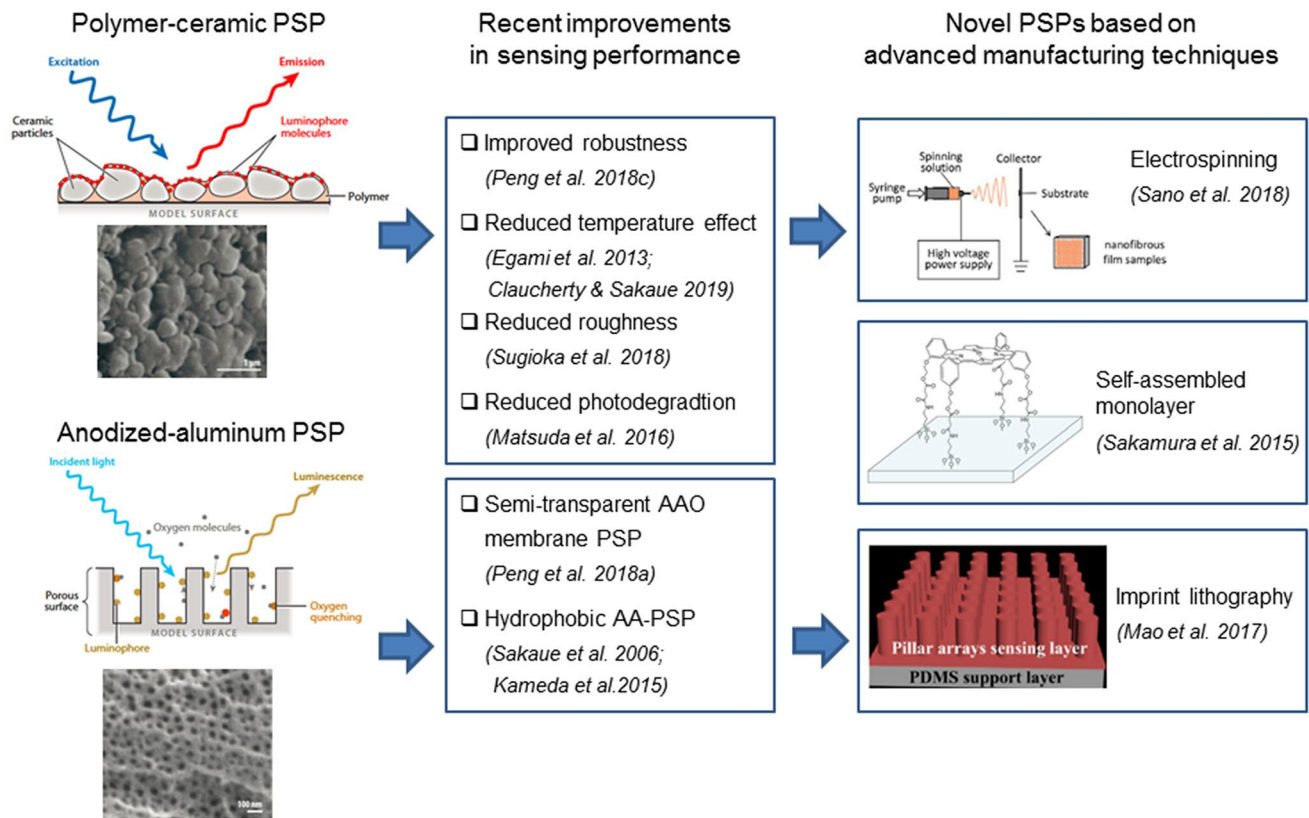 Polymer-ceramic PSP
Excitation
Emission
Ceramic
particles
Luminophore
molecules
Polymer
MODEL SURFACE
1 μm
Anodized-aluminum PSP
Incident light
Luminescence
Oxygen molecules
Porous
surface
Oxygen
quenching
MODEL SURFACE
Luminophore
100 nm
Recent improvements
in sensing performance
Improved robustness
(Peng et al. 2018c)
Reduced temperature effect
(Egami et al. 2013;
Claucherty & Sakaue 2019)
Reduced roughness
(Sugioka et al. 2018)
Reduced photodegradtion
(Matsuda et al. 2016)
Semi-transparent AAO
membrane PSP
(Peng et al. 2018a)
Hydrophobic AA-PSP
(Sakaue et al. 2006;
Kameda et al.2015)
Novel PSPs based on
advanced manufacturing techniques
Spinning
solution
Collector
Syringe
pump
Substrate
High voltage
power supply
nanofibrous
film samples
Electrospinning
(Sano et al. 2018)
Self-assembled
monolayer
(Sakamura et al. 2015)
Pillar arrays sensing layer
PDMS support layer
Imprint lithography
(Mao et al. 2017)